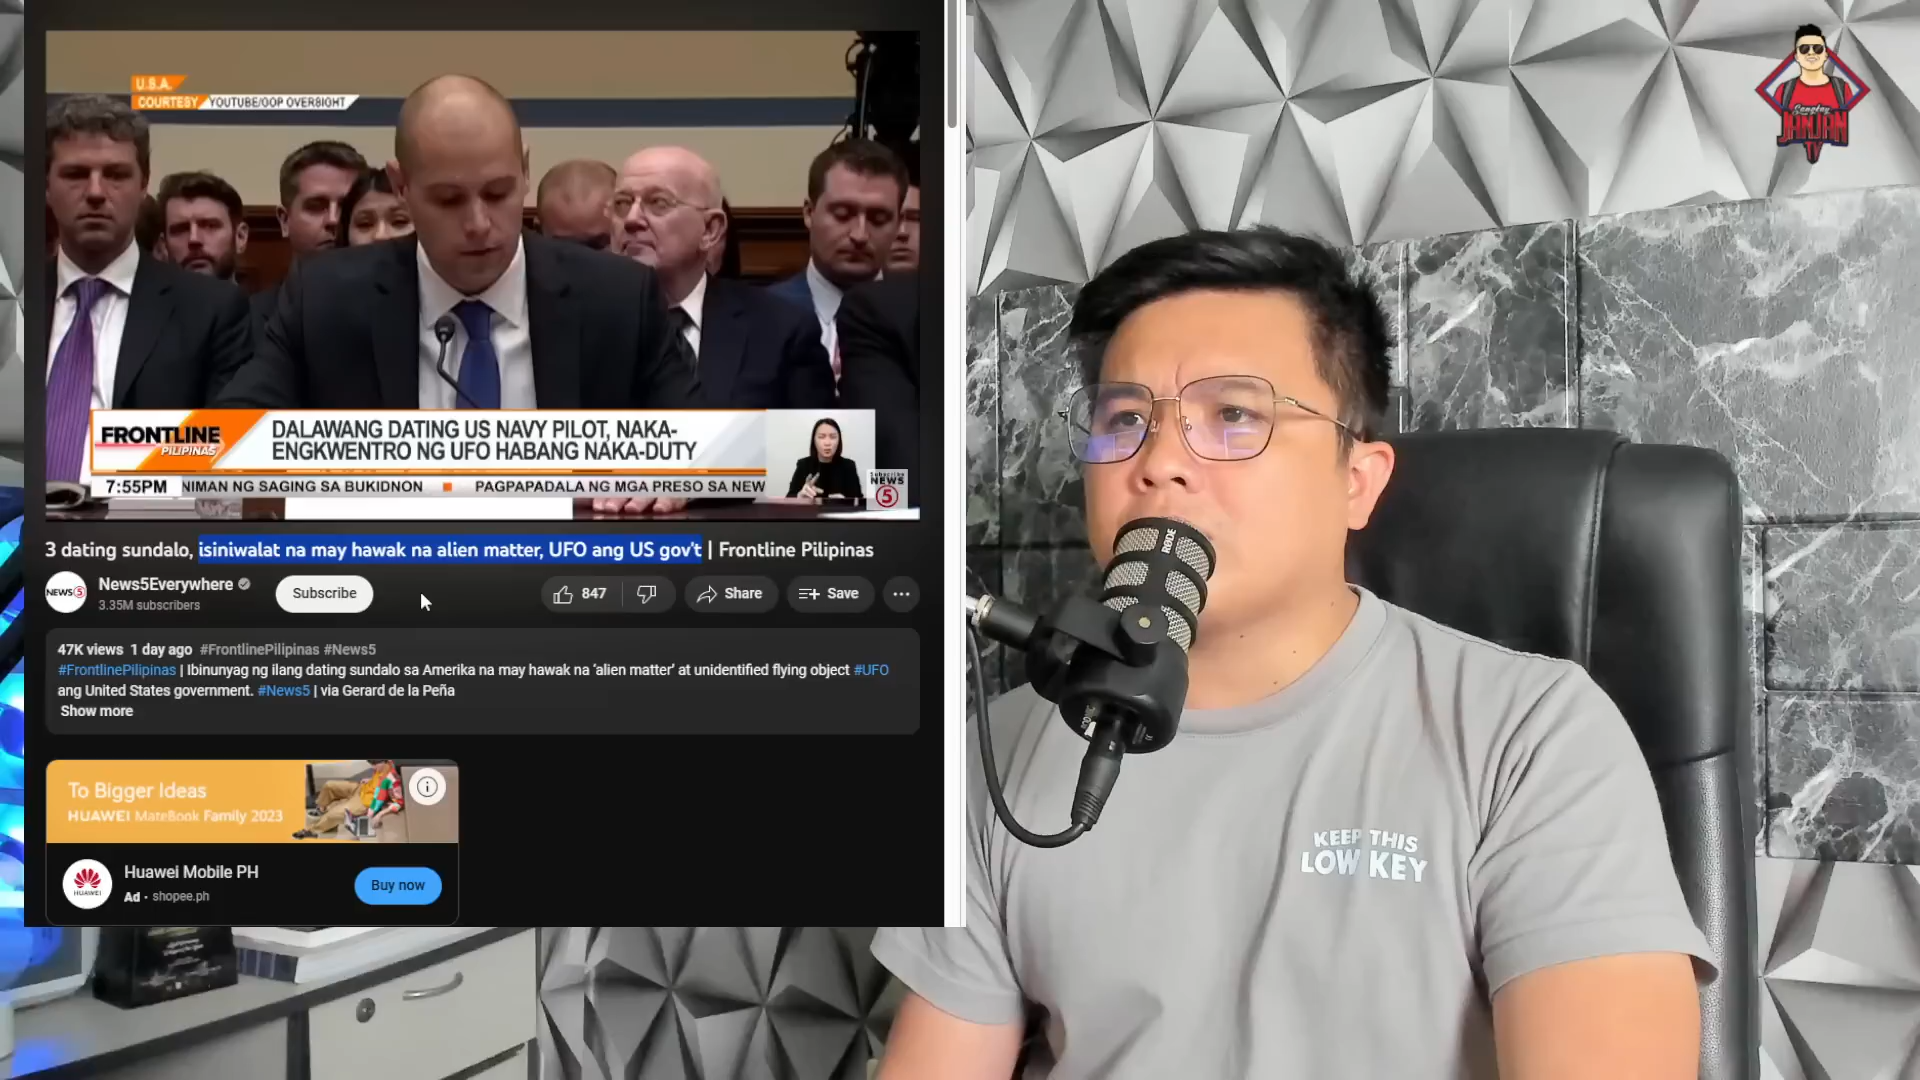 U.S.A.
COURTESY YOUTUBE/GOP OVERSIGHT
FRONTLINE
PILIPINAS
DALAWANG DATING US NAVY PILOT, NAKA-
ENGKWENTRO NG UFO HABANG NAKA-DUTY
7:55PM NIMAN NG SAGING SA BUKIDNON ■ PAGPAPADALA NG MGA PRESO SA NEW
Subscribe
NEWS
5
3 dating sundalo, isiniwalat na may hawak na alien matter, UFO ang US gov't | Frontline Pilipinas
NEWS5
News5Everywhere
3.35M subscribers
Subscribe
847
Share
Save
47K views 1 day ago #FrontlinePilipinas #News5
#FrontlinePilipinas | Ibinunyag ng ilang dating sundalo sa Amerika na may hawak na ‘alien matter’ at unidentified flying object #UFO
ang United States government. #News5 | via Gerard de la Peña
Show more
To Bigger Ideas
HUAWEI MateBook Family 2023
HUAWEI
Huawei Mobile PH
Ad · shopee.ph
Buy now
Sangkay
JANJAN
TV
RØDE
KEEP THIS
LOW KEY